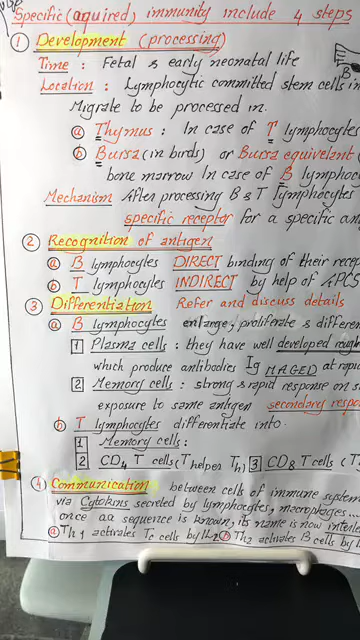 Specific (aquired) immunity include 4 steps
① Development (processing)
Time : Fetal & early neonatal life
Location : Lymphocytic committed stem cells in
Migrate to be processed in.
ⓐ Thymus : In case of T lymphocytes
ⓑ Bursa (in birds) or Bursa equivalent
bone marrow In case of B lympho
Mechanism After processing B & T lymphocytes
specific receptor for a specific an
② Recognition of antigen
ⓐ B lymphocytes DIRECT binding of their recep
ⓑ T lymphocytes INDIRECT by help of APCS
③ Differentiation Refer and discuss details
ⓐ B lymphocytes enlarge, proliferate & differen
1 Plasma cells : they have well developed rough
which produce antibodies Ig MAGED at rapid
2 Memory cells : strong & rapid response on s
exposure to same antigen secondary respo
ⓑ T lymphocytes differentiate into.
1 Memory cells :
2 CD4 T cells (T helper Th) 3 CD8 T cells (T
④ Communication between cells of immune system
via Cytokins secreted by lymphocytes, macrophages...
once aa sequence is known, its name is now interle
ⓐ Th1 activates Tc cells by IL2 ⓑ Th2 activates B cells by IL